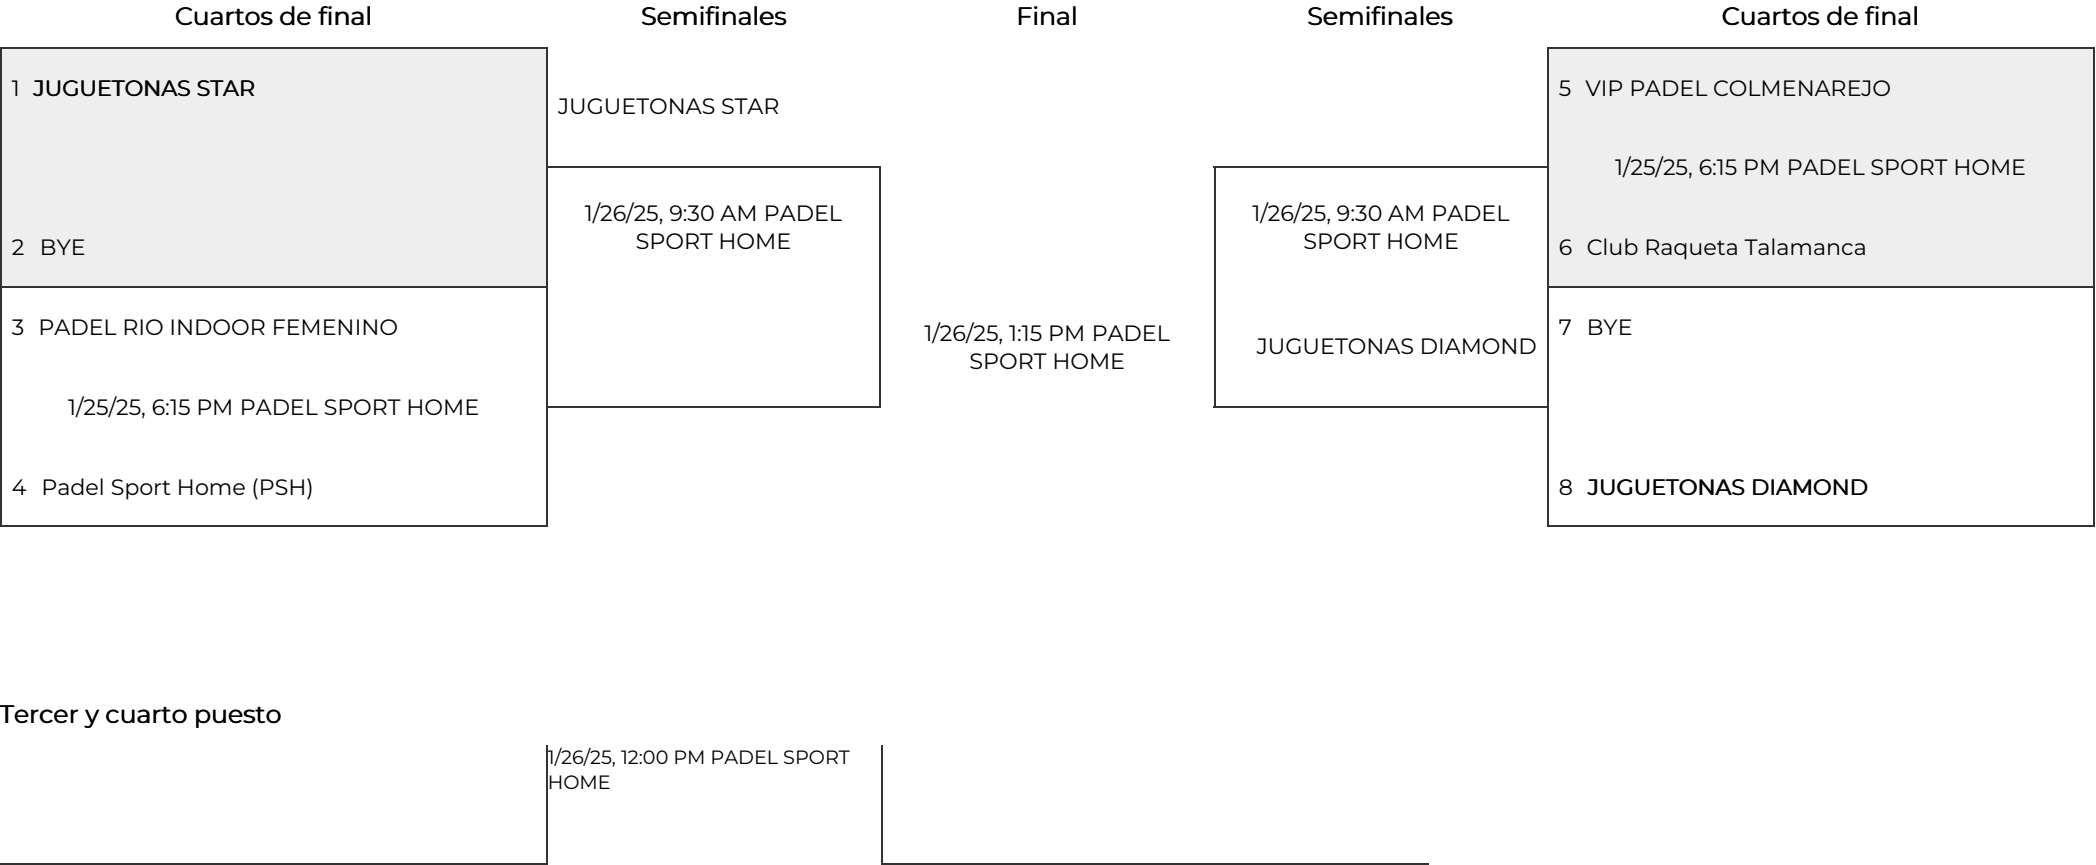 Cuartos de final
Semifinales
Final
Semifinales
Cuartos de final
1 JUGUETONAS STAR
2 BYE
3 PADEL RIO INDOOR FEMENINO
1/25/25, 6:15 PM PADEL SPORT HOME
4 Padel Sport Home (PSH)
JUGUETONAS STAR
1/26/25, 9:30 AM PADEL
SPORT HOME
1/26/25, 1:15 PM PADEL
SPORT HOME
1/26/25, 9:30 AM PADEL
SPORT HOME
JUGUETONAS DIAMOND
5 VIP PADEL COLMENAREJO
1/25/25, 6:15 PM PADEL SPORT HOME
6 Club Raqueta Talamanca
7 BYE
8 JUGUETONAS DIAMOND
Tercer y cuarto puesto
1/26/25, 12:00 PM PADEL SPORT
HOME